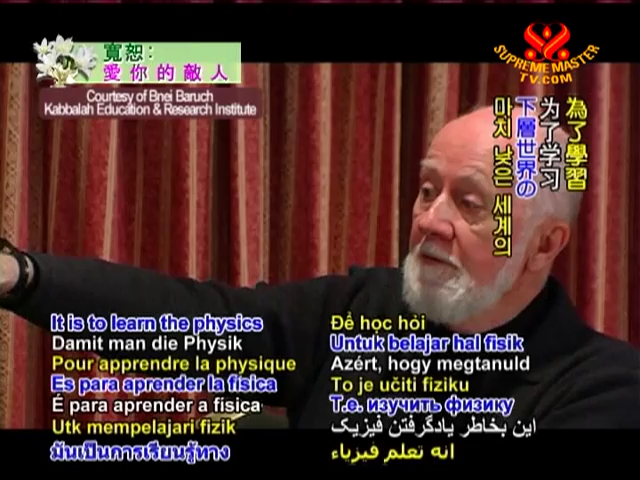 寬恕：
愛你的敵人
SUPREME MASTER
TV.COM
Courtesy of Bnei Baruch
Kabbalah Education & Research Institute
為了學習
为了学习
下層世界の
마치 낮은 세계의
It is to learn the physics
Damit man die Physik
Pour apprendre la physique
Es para aprender la fisica
É para aprender a fisica
Utk mempelajari fizik
มันเป็นการเรียนรู้ทาง
Để học hỏi
Untuk belajar hal fisik
Azért, hogy megtanuld
To je učiti fiziku
Т.е. изучить физику
این بخاطر یادگرفتن فیزیک
انه تعلم فيزياء